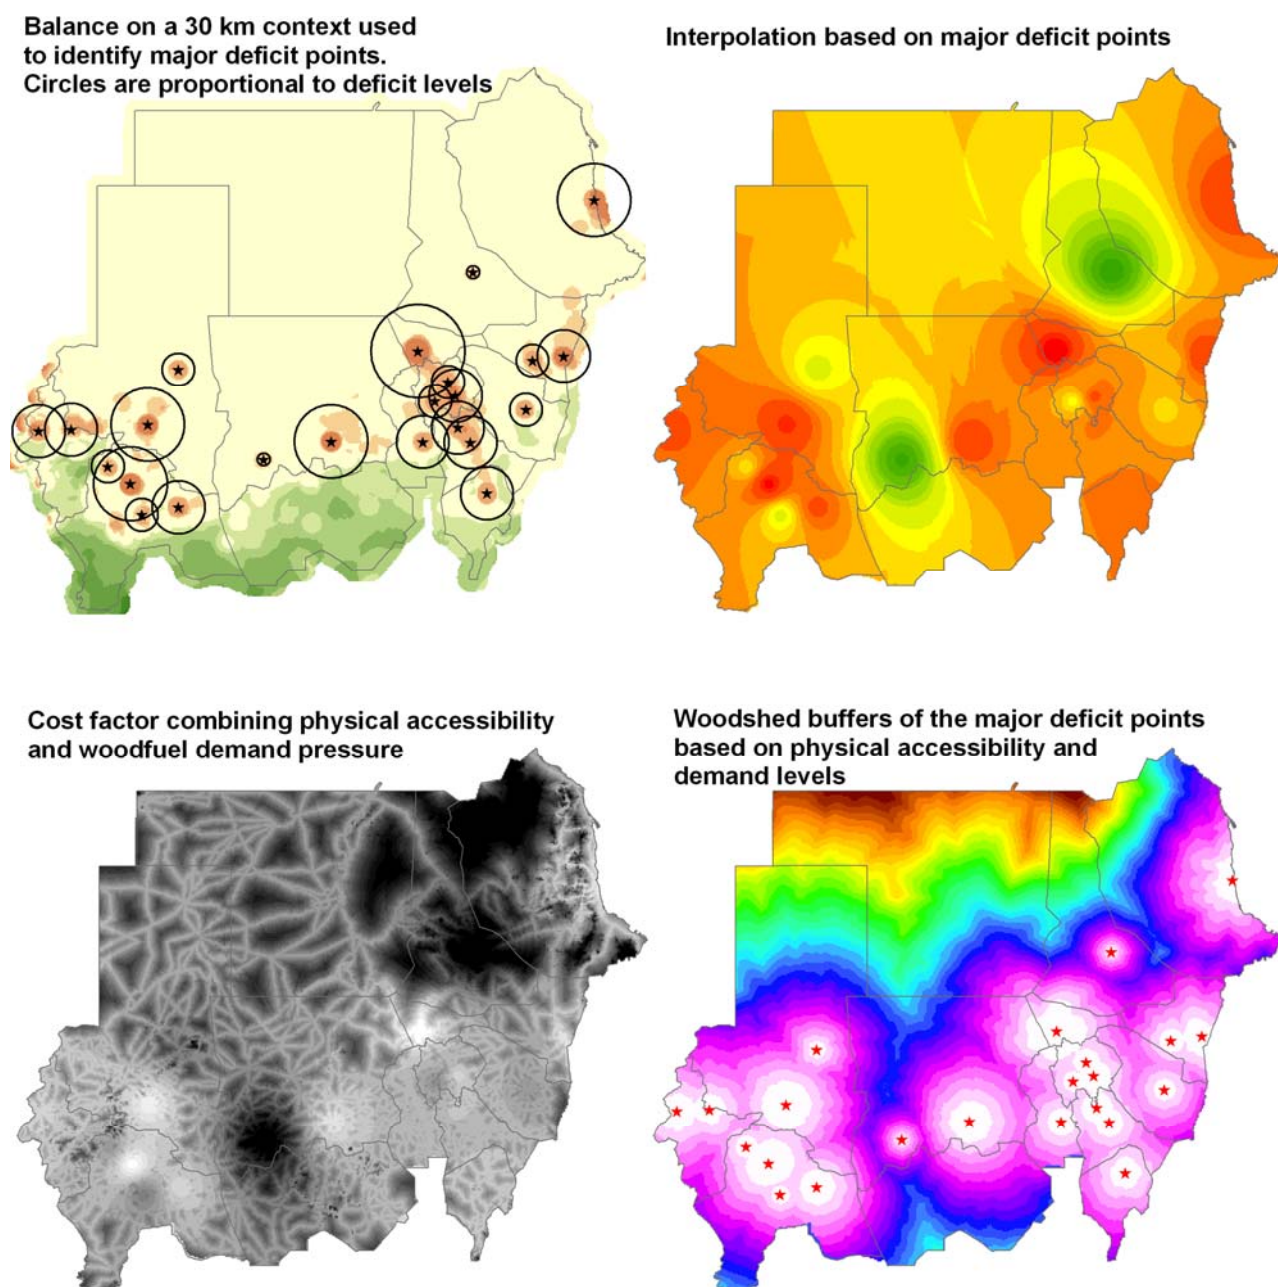 Balance on a 30 km context used
to identify major deficit points.
Circles are proportional to deficit levels
Interpolation based on major deficit points
Cost factor combining physical accessibility
and woodfuel demand pressure
Woodshed buffers of the major deficit points
based on physical accessibility and
demand levels